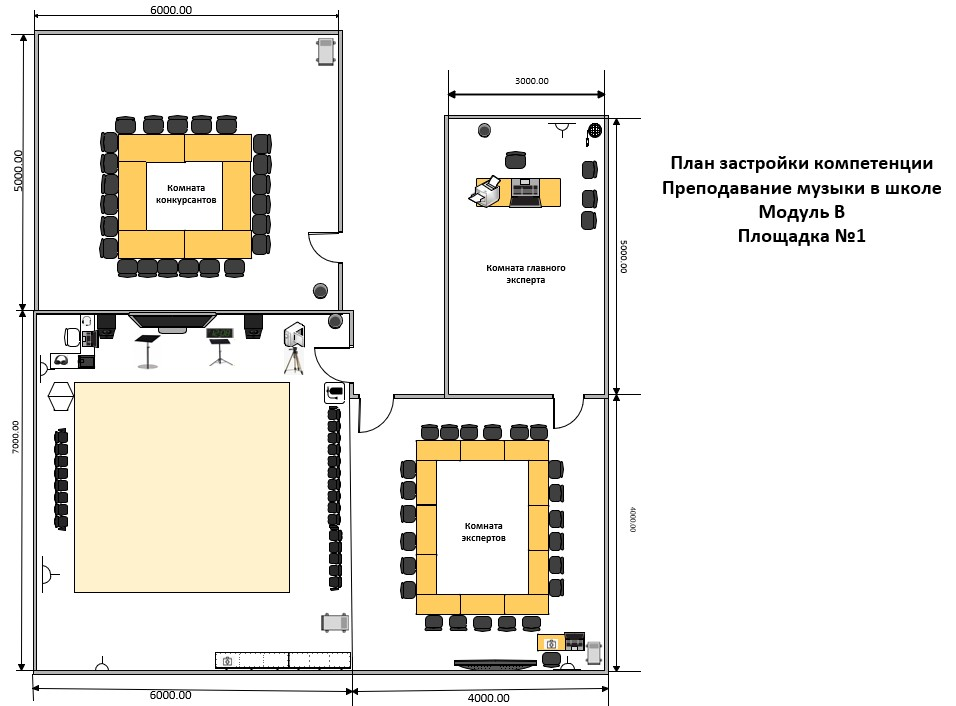 6000.00
3000.00
5000.00
План застройки компетенции
Преподавание музыки в школе
Модуль В
Площадка №1
Комната
конкурсантов
5000.00
Комната главного
эксперта
7000.00
4000.00
Комната
экспертов
6000.00
4000.00